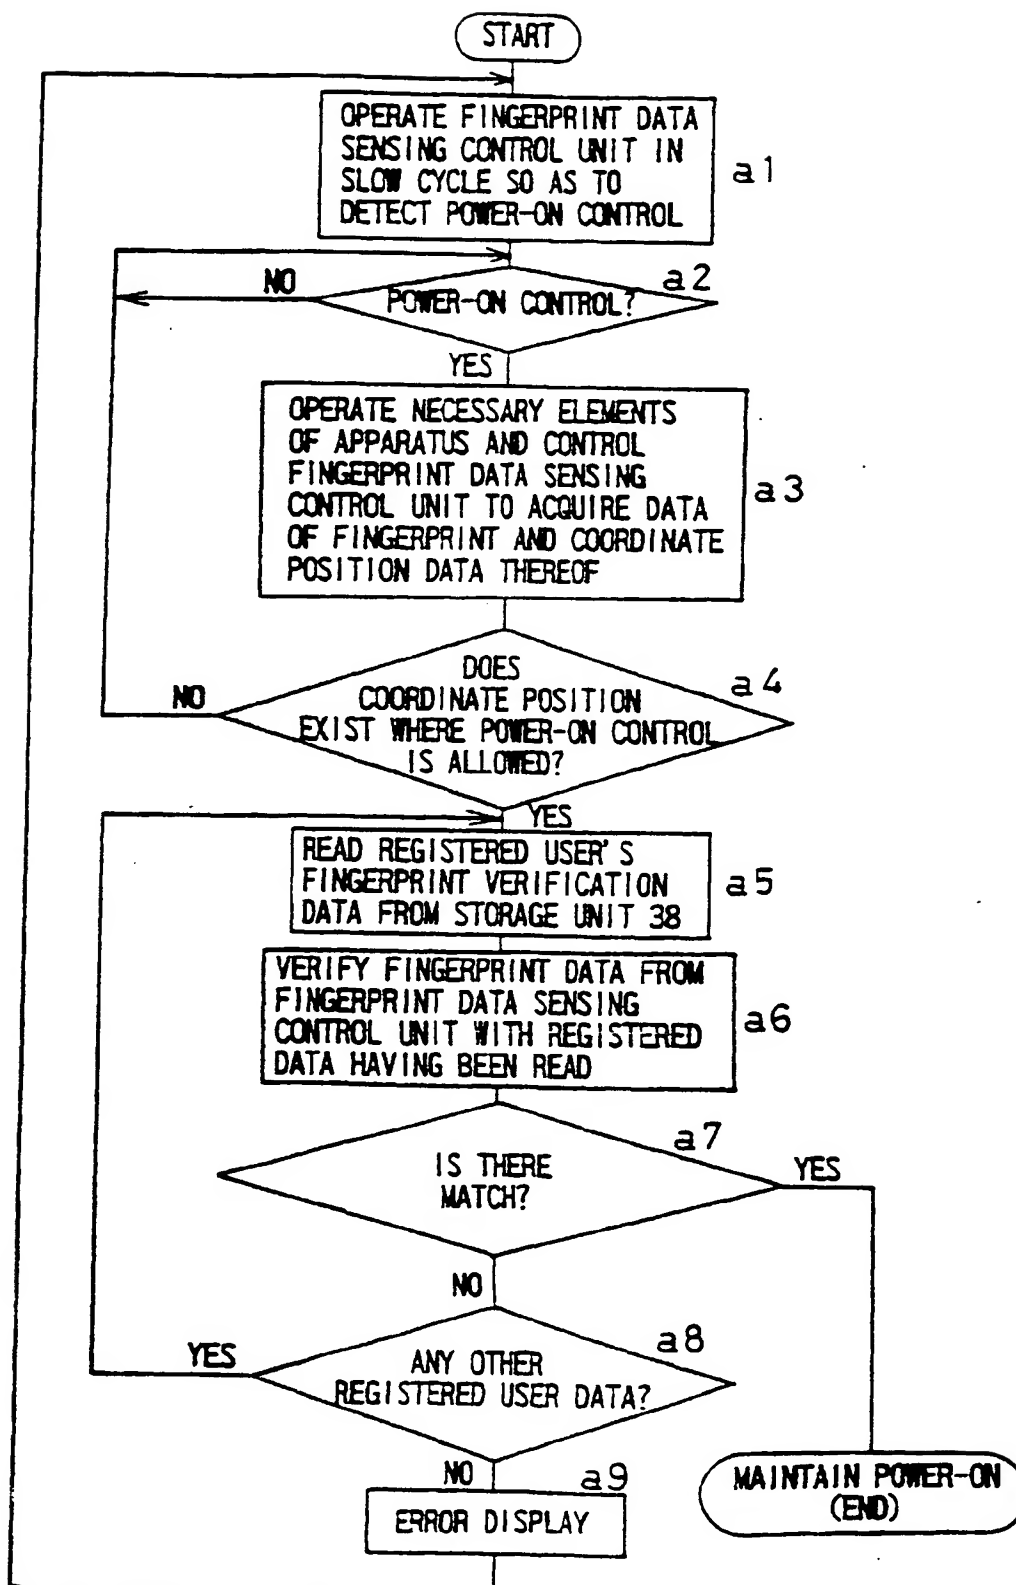 START
OPERATE FINGERPRINT DATA
SENSING CONTROL UNIT IN
SLOW CYCLE SO AS TO
DETECT POWER-ON CONTROL
a1
a2
NO
POWER-ON CONTROL?
YES
OPERATE NECESSARY ELEMENTS
OF APPARATUS AND CONTROL
FINGERPRINT DATA SENSING
CONTROL UNIT TO ACQUIRE DATA
OF FINGERPRINT AND COORDINATE
POSITION DATA THEREOF
a3
DOES
COORDINATE POSITION
EXIST WHERE POWER-ON CONTROL
IS ALLOWED?
a4
NO
YES
READ REGISTERED USER'S
FINGERPRINT VERIFICATION
DATA FROM STORAGE UNIT 38
a5
VERIFY FINGERPRINT DATA FROM
FINGERPRINT DATA SENSING
CONTROL UNIT WITH REGISTERED
DATA HAVING BEEN READ
a6
a7
IS THERE
MATCH?
YES
NO
a8
YES
ANY OTHER
REGISTERED USER DATA?
NO
a9
ERROR DISPLAY
MAINTAIN POWER-ON
(END)